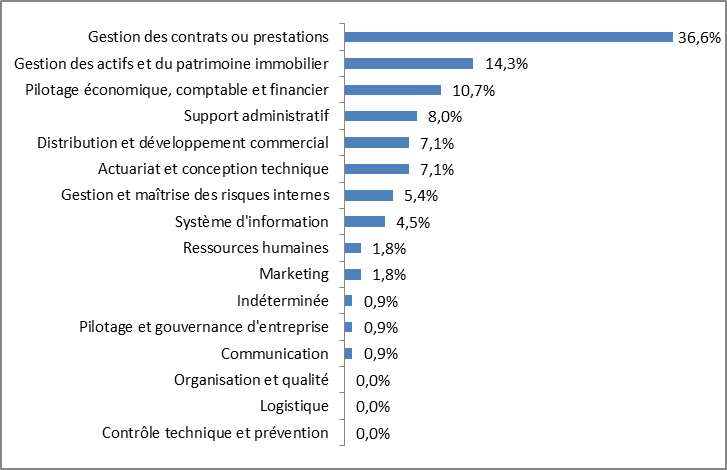 Gestion des contrats ou prestations 36,6%
Gestion des actifs et du patrimoine immobilier 14,3%
Pilotage économique, comptable et financier 10,7%
Support administratif 8,0%
Distribution et développement commercial 7,1%
Actuariat et conception technique 7,1%
Gestion et maîtrise des risques internes 5,4%
Système d'information 4,5%
Ressources humaines 1,8%
Marketing 1,8%
Indéterminée 0,9%
Pilotage et gouvernance d'entreprise 0,9%
Communication 0,9%
Organisation et qualité 0,0%
Logistique 0,0%
Contrôle technique et prévention 0,0%